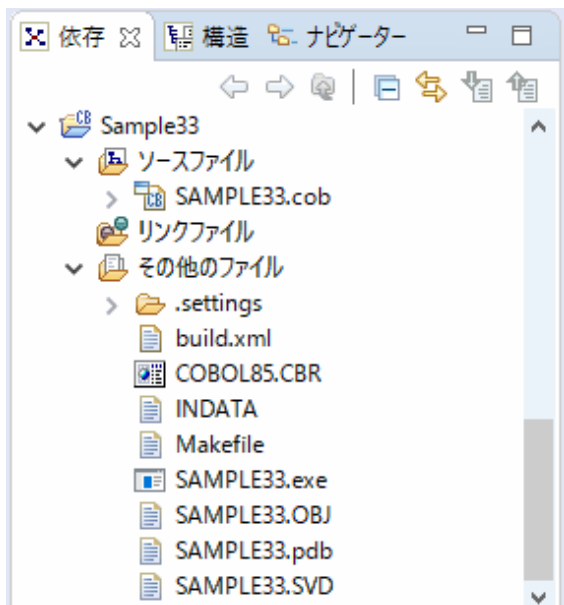 依存 構造 ナビゲーター
Sample33
ソースファイル
SAMPLE33.cob
リンクファイル
その他のファイル
.settings
build.xml
COBOL85.CBR
INDATA
Makefile
SAMPLE33.exe
SAMPLE33.OBJ
SAMPLE33.pdb
SAMPLE33.SVD